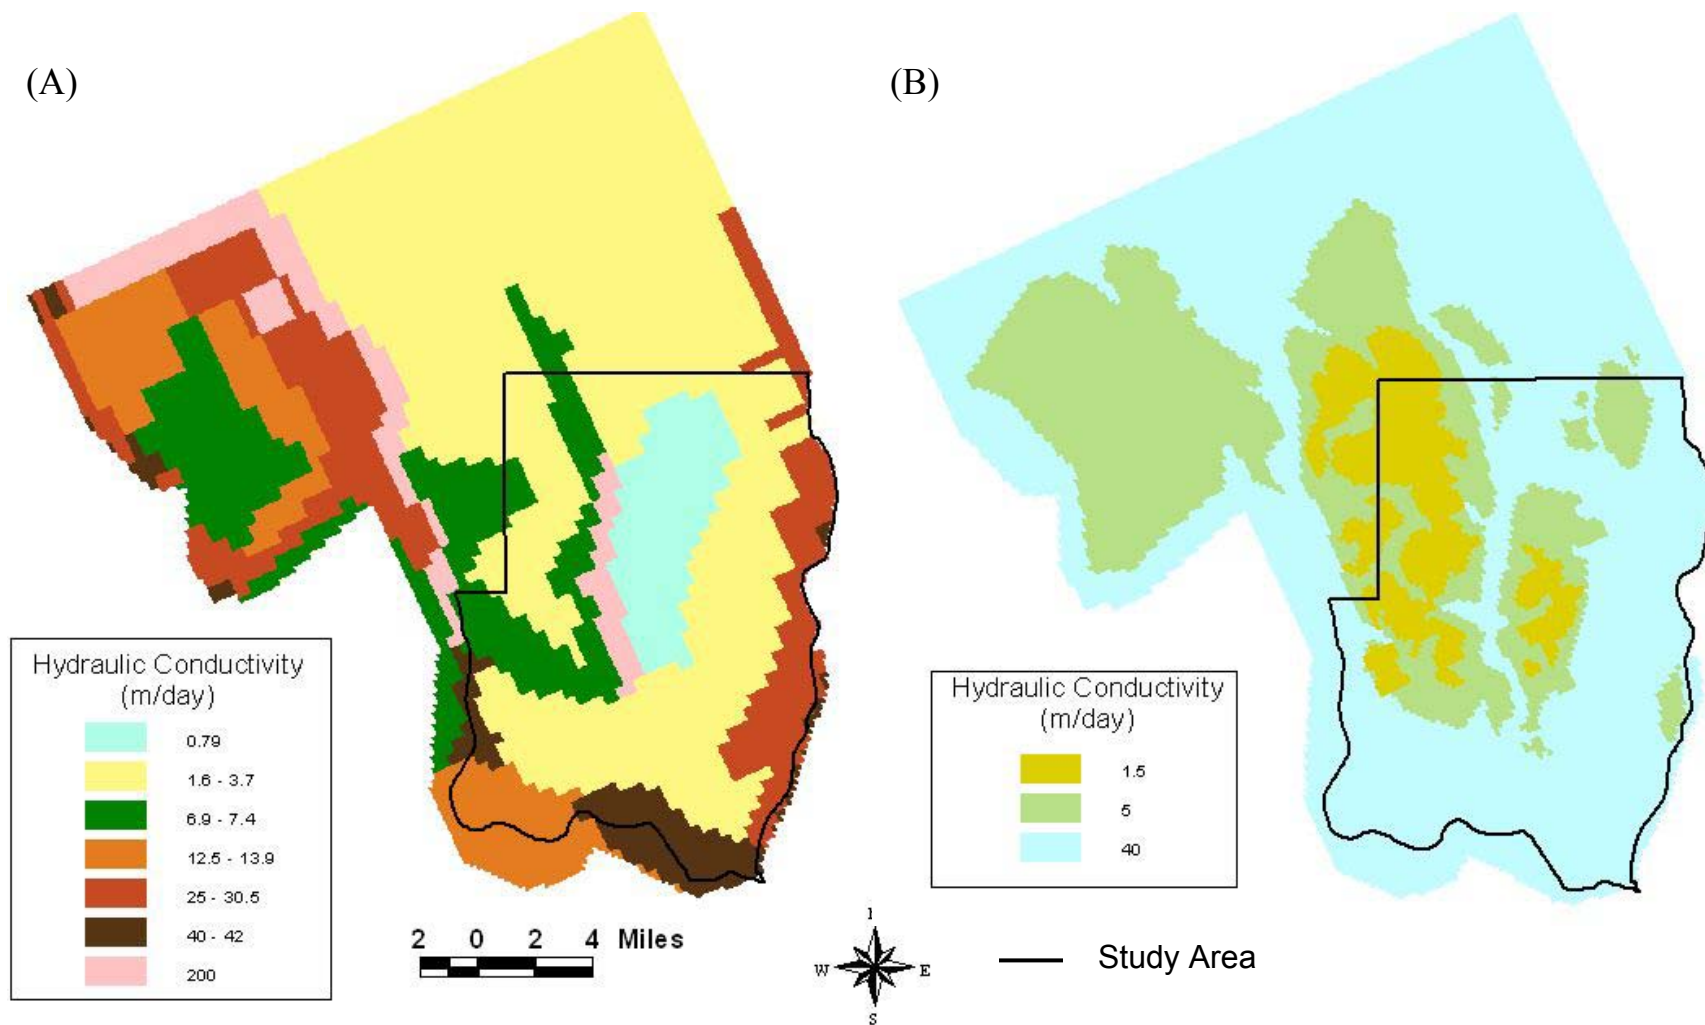 (A)
(B)
Hydraulic Conductivity
(m/day)
0.79
1.6 - 3.7
6.9 - 7.4
12.5 - 13.9
25 - 30.5
40 - 42
200
Hydraulic Conductivity
(m/day)
1.5
5
40
2 0 2 4 Miles
W E
S
Study Area